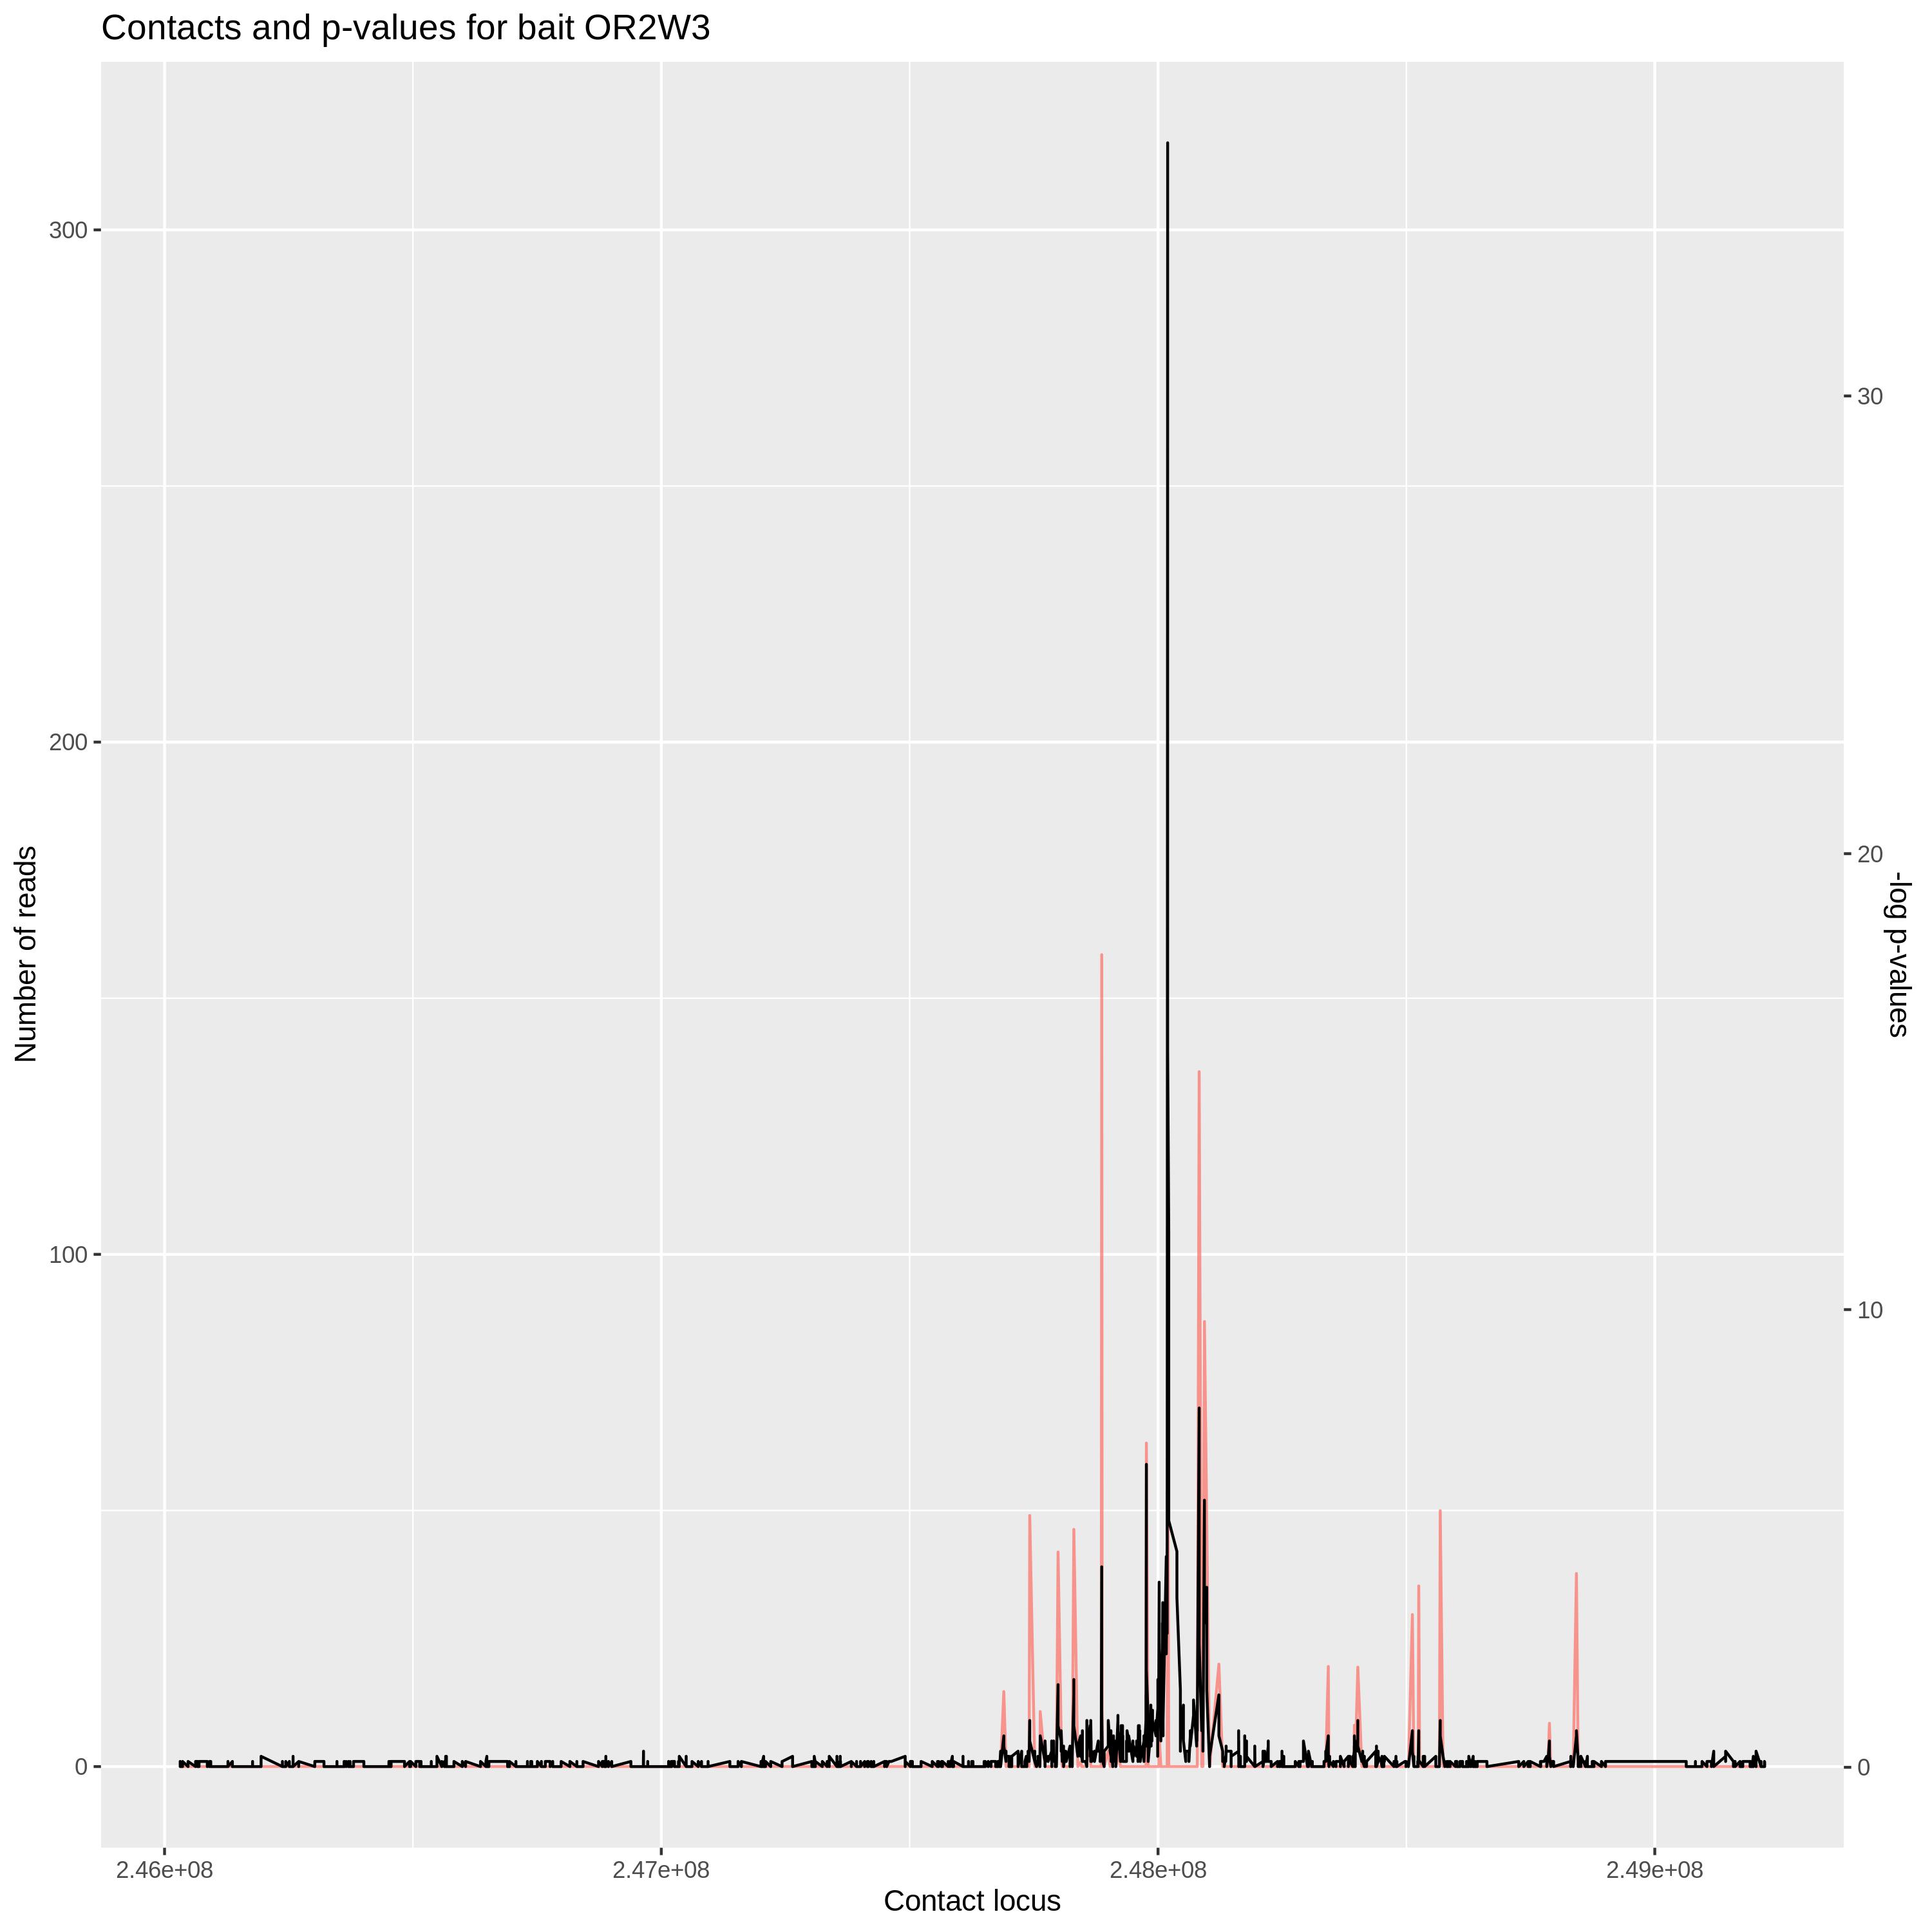 Contacts and p-values for bait OR2W3
300
200
100
0
Number of reads
30
20
10
0
-log p-values
2.46e+08 2.47e+08 2.48e+08 2.49e+08
Contact locus